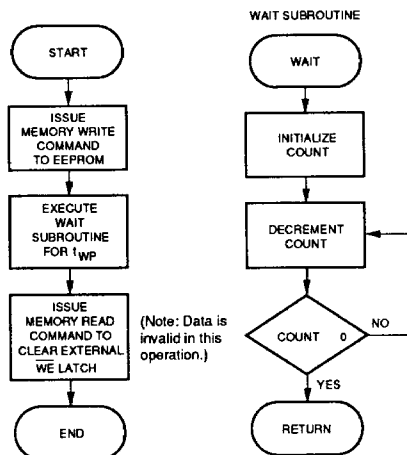 START
ISSUE
MEMORY WRITE
COMMAND
TO EEPROM
EXECUTE
WAIT
SUBROUTINE
FOR tWP
ISSUE
MEMORY READ
COMMAND TO
CLEAR EXTERNAL
WE LATCH
(Note: Data is
invalid in this
operation.)
END
WAIT SUBROUTINE
WAIT
INITIALIZE
COUNT
DECREMENT
COUNT
COUNT 0
NO
YES
RETURN